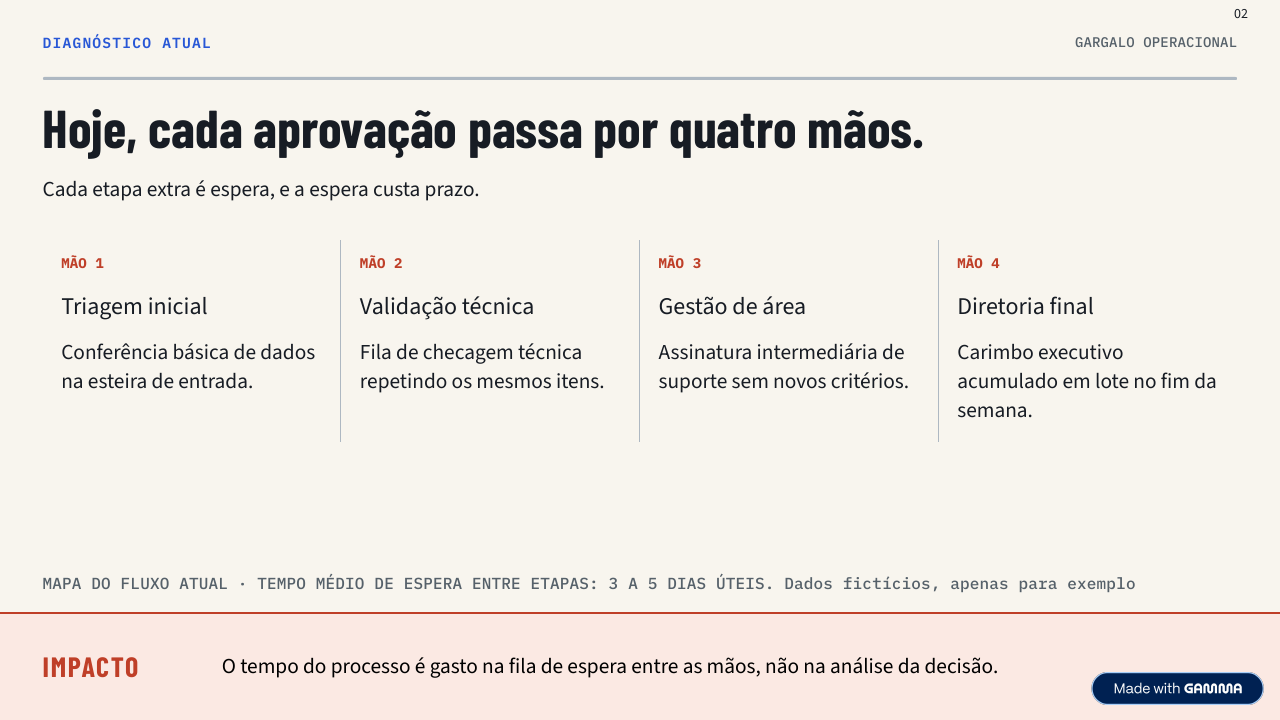 02
DIAGNÓSTICO ATUAL
GARGALO OPERACIONAL
Hoje, cada aprovação passa por quatro mãos.
Cada etapa extra é espera, e a espera custa prazo.
MÃO 1
Triagem inicial
Conferência básica de dados
na esteira de entrada.
MÃO 2
Validação técnica
Fila de checagem técnica
repetindo os mesmos itens.
MÃO 3
Gestão de área
Assinatura intermediária de
suporte sem novos critérios.
MÃO 4
Diretoria final
Carimbo executivo
acumulado em lote no fim da
semana.
MAPA DO FLUXO ATUAL · TEMPO MÉDIO DE ESPERA ENTRE ETAPAS: 3 A 5 DIAS ÚTEIS. Dados fictícios, apenas para exemplo
IMPACTO
O tempo do processo é gasto na fila de espera entre as mãos, não na análise da decisão.
Made with GAMMA